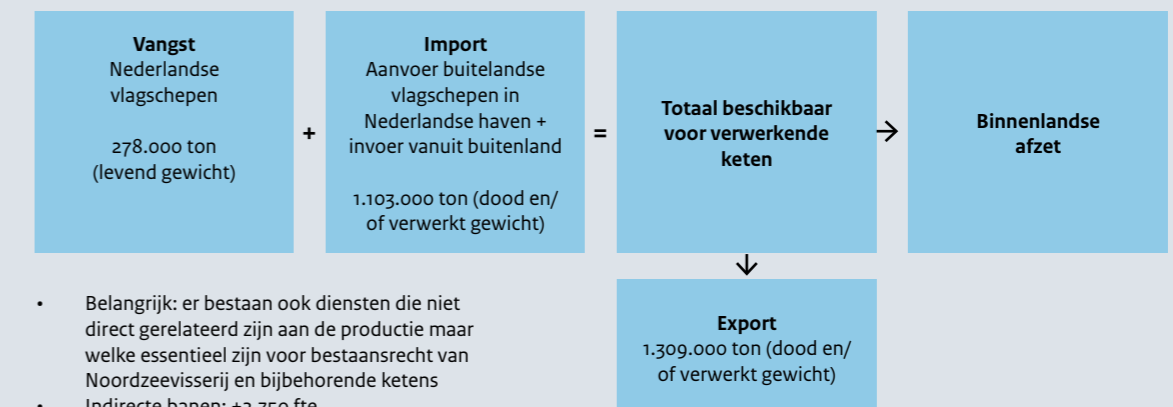 Vangst
Nederlandse
vlagschepen
278.000 ton
(levend gewicht)
+
Import
Aanvoer buitelandse
vlagschepen in
Nederlandse haven +
invoer vanuit buitenland
1.103.000 ton (dood en/
of verwerkt gewicht)
=
Totaal beschikbaar
voor verwerkende
keten
→
Binnenlandse
afzet
↓
Export
1.309.000 ton (dood en/
of verwerkt gewicht)
• Belangrijk: er bestaan ook diensten die niet
direct gerelateerd zijn aan de productie maar
welke essentieel zijn voor bestaansrecht van
Noordzeevisserij en bijbehorende ketens
• Indirecte banen: